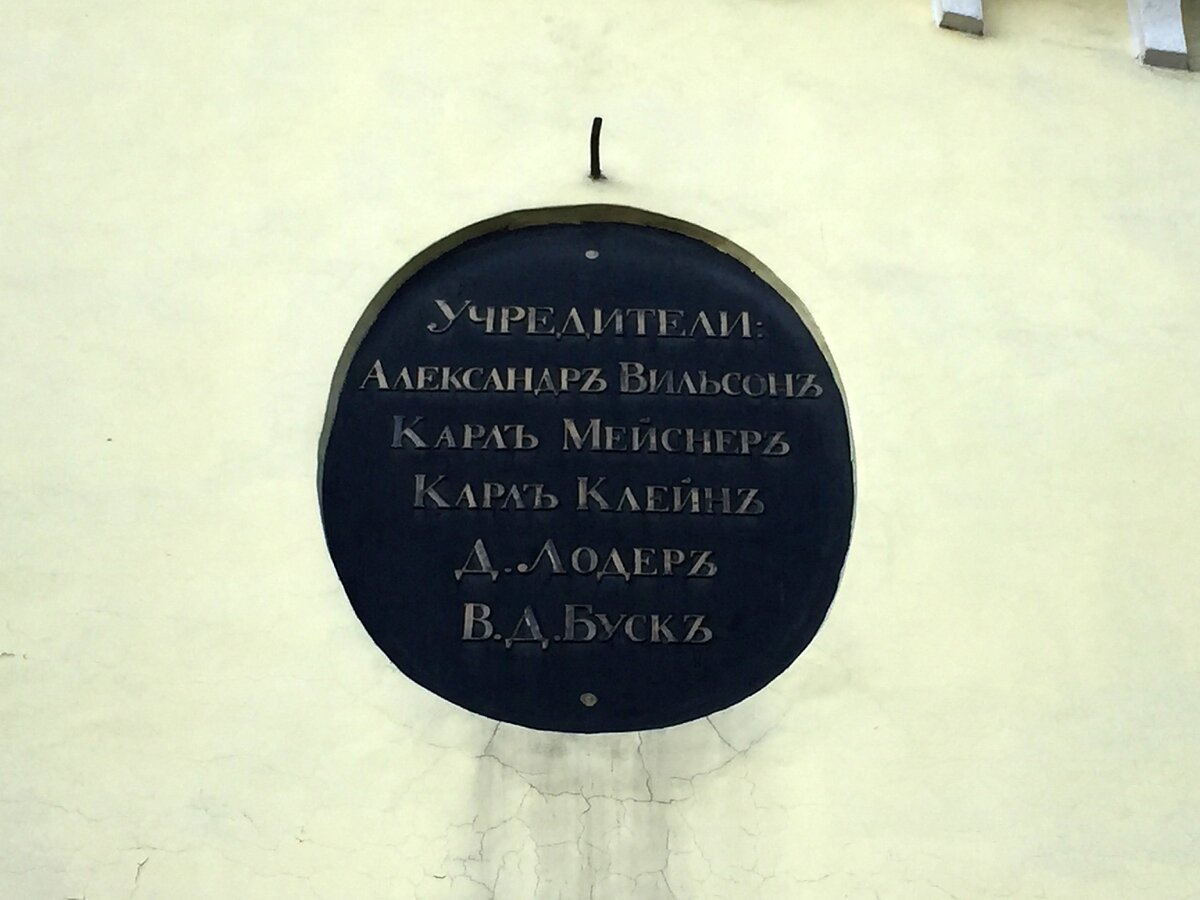 Учредители:
Александръ Вильсонъ
Карлъ Мейснеръ
Карлъ Клейнъ
Д. Лодеръ
В. Д. Бускъ